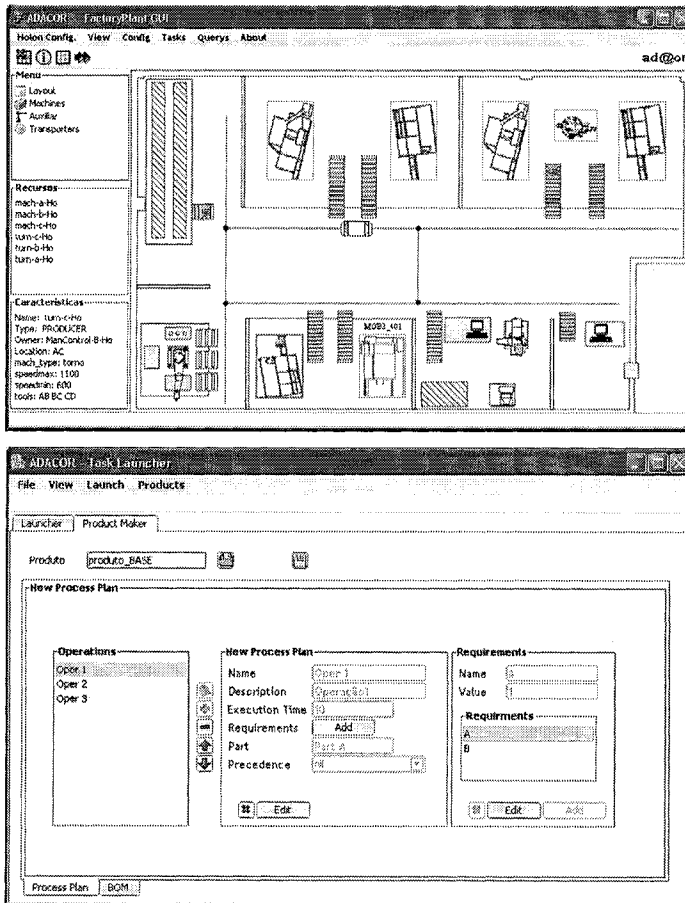 ADACOR - FactoryPlant GUI
Holon Config. View Config Tasks Querys About
ad@cor
Menu
Layout
Machines
Auxiliar
Transporters
Recursos
mach-a-Ho
mach-b-Ho
mach-c-Ho
turn-c-Ho
turn-b-Ho
turn-a-Ho
Caracteristicas
Name: turn-c-Ho
Type: PRODUCER
Owner: ManControl-B-Ho
Location: AC
mach_type: torno
speedmax: 1100
speedmin: 600
tools: AB BC CD
ADACOR - Task Launcher
File View Launch Products
Launcher Product Maker
Produto produto_BASE
New Process Plan
Operations
Oper 1
Oper 2
Oper 3
New Process Plan
Name Oper 1
Description Operação1
Execution Time
Requirements Add
Part Part A
Precedence nil
Edit
Requirements
Name
Value
Requirments
A
B
Edit Add
Process Plan BOM